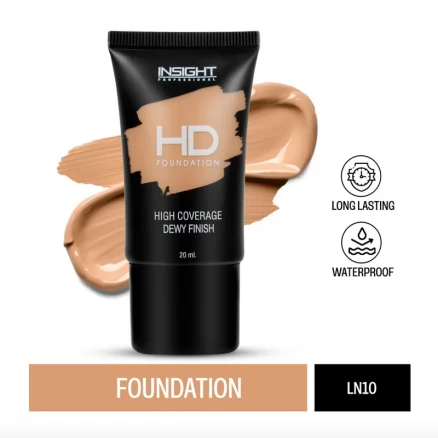 INSIGHT
PROFESSIONAL
HD
FOUNDATION
HIGH COVERAGE
DEWY FINISH
20 ml.
LONG LASTING
WATERPROOF
FOUNDATION
LN10